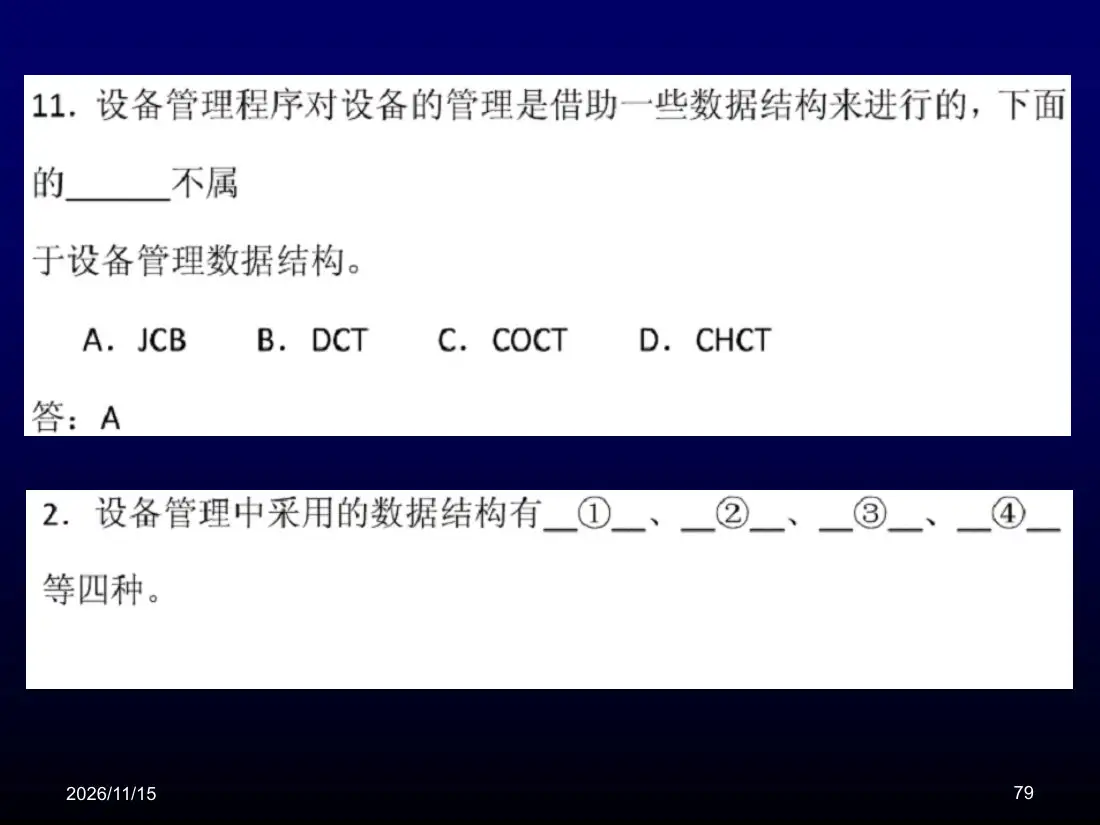 11. 设备管理程序对设备的管理是借助一些数据结构来进行的，下面
的______不属
于设备管理数据结构。
A. JCB B. DCT C. COCT D. CHCT
答：A
2. 设备管理中采用的数据结构有__①__、__②__、__③__、__④__
等四种。
2026/11/15
79